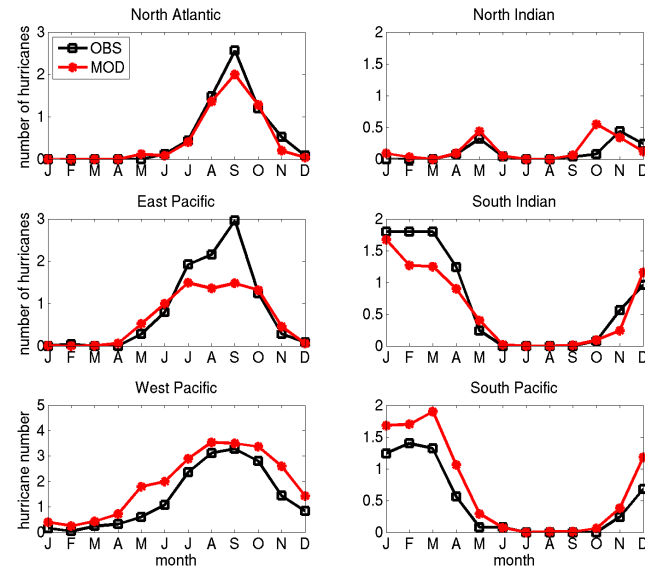 North Atlantic
number of hurricanes
3
2
1
0
OBS
MOD
J F M A M J J A S O N D
North Indian
2
1.5
1
0.5
0
J F M A M J J A S O N D
East Pacific
number of hurricanes
3
2
1
0
J F M A M J J A S O N D
South Indian
2
1.5
1
0.5
0
J F M A M J J A S O N D
West Pacific
hurricane number
5
4
3
2
1
0
J F M A M J J A S O N D
month
South Pacific
2
1.5
1
0.5
0
J F M A M J J A S O N D
month